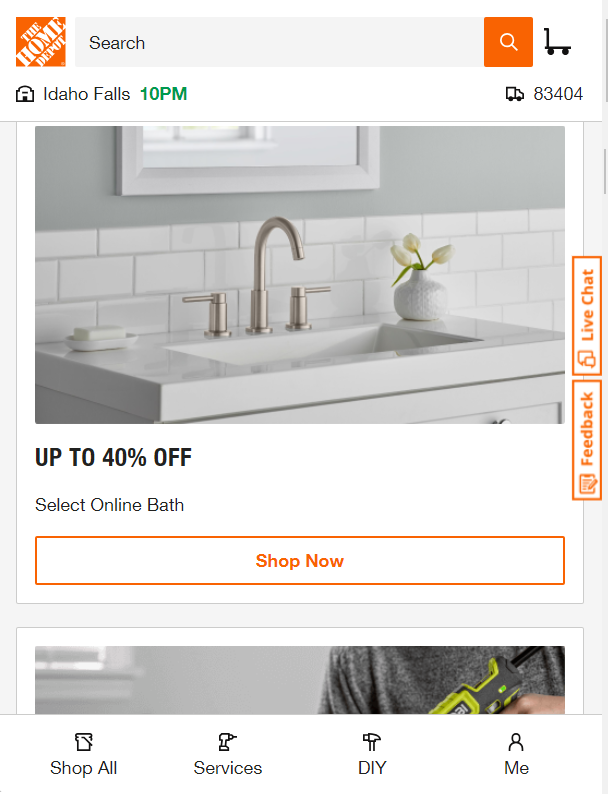 THE
HOME
DEPOT
Search
Idaho Falls 10PM
83404
Live Chat
Feedback
UP TO 40% OFF
Select Online Bath
Shop Now
Shop All
Services
DIY
Me